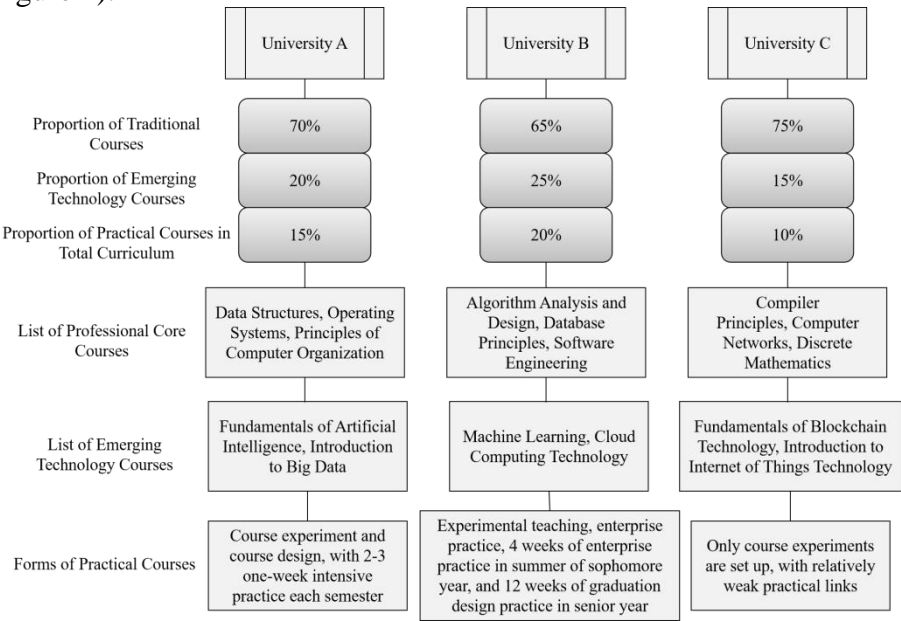 University A
University B
University C
Proportion of Traditional
Courses
70%
65%
75%
Proportion of Emerging
Technology Courses
20%
25%
15%
Proportion of Practical Courses in
Total Curriculum
15%
20%
10%
List of Professional Core
Courses
Data Structures, Operating
Systems, Principles of
Computer Organization
Algorithm Analysis and
Design, Database
Principles, Software
Engineering
Compiler
Principles, Computer
Networks, Discrete
Mathematics
List of Emerging
Technology Courses
Fundamentals of Artificial
Intelligence, Introduction
to Big Data
Machine Learning, Cloud
Computing Technology
Fundamentals of Blockchain
Technology, Introduction to
Internet of Things Technology
Forms of Practical Courses
Course experiment and
course design, with 2-3
one-week intensive
practice each semester
Experimental teaching, enterprise
practice, 4 weeks of enterprise
practice in summer of sophomore
year, and 12 weeks of graduation
design practice in senior year
Only course experiments
are set up, with relatively
weak practical links